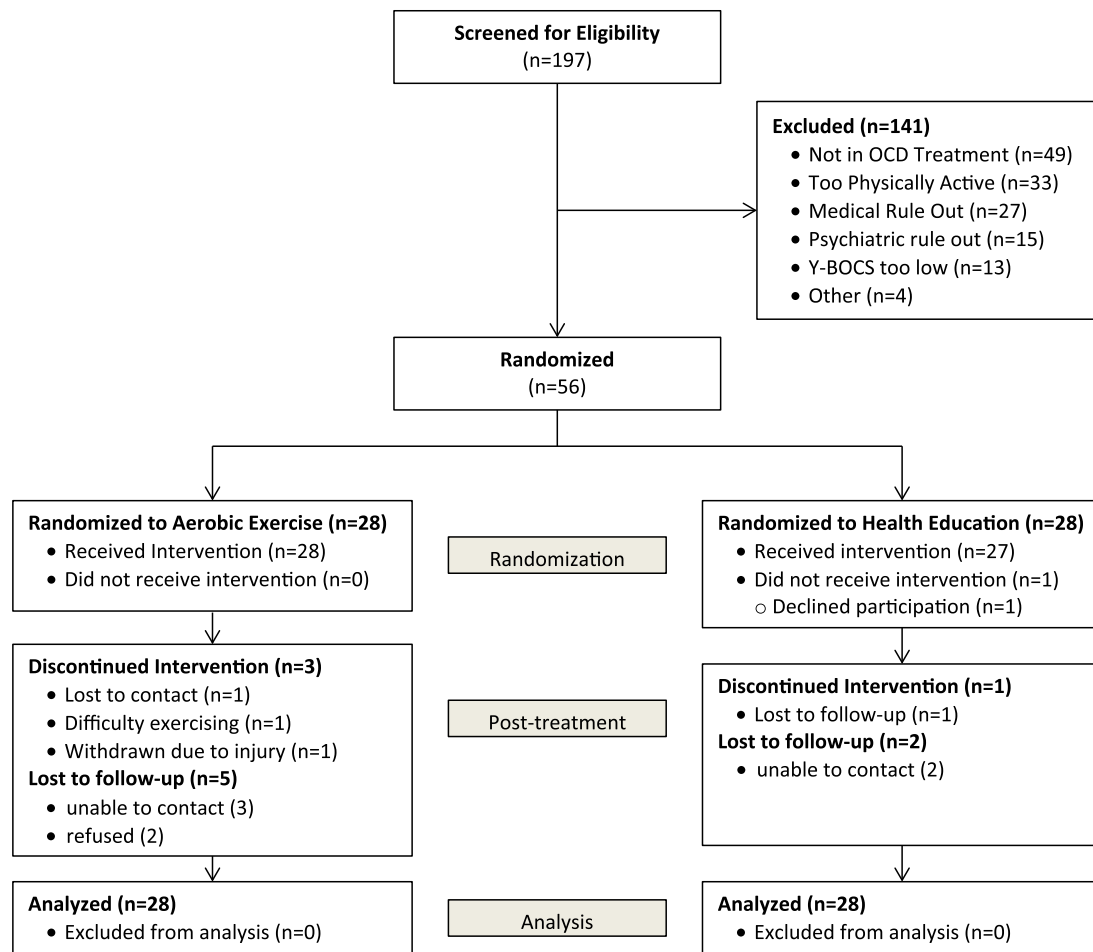 Screened for Eligibility
(n=197)
Excluded (n=141)
• Not in OCD Treatment (n=49)
• Too Physically Active (n=33)
• Medical Rule Out (n=27)
• Psychiatric rule out (n=15)
• Y-BOCS too low (n=13)
• Other (n=4)
Randomized
(n=56)
Randomized to Aerobic Exercise (n=28)
• Received Intervention (n=28)
• Did not receive intervention (n=0)
Randomization
Randomized to Health Education (n=28)
• Received intervention (n=27)
• Did not receive intervention (n=1)
o Declined participation (n=1)
Discontinued Intervention (n=3)
• Lost to contact (n=1)
• Difficulty exercising (n=1)
• Withdrawn due to injury (n=1)
Lost to follow-up (n=5)
• unable to contact (3)
• refused (2)
Post-treatment
Discontinued Intervention (n=1)
• Lost to follow-up (n=1)
Lost to follow-up (n=2)
• unable to contact (2)
Analyzed (n=28)
• Excluded from analysis (n=0)
Analysis
Analyzed (n=28)
• Excluded from analysis (n=0)